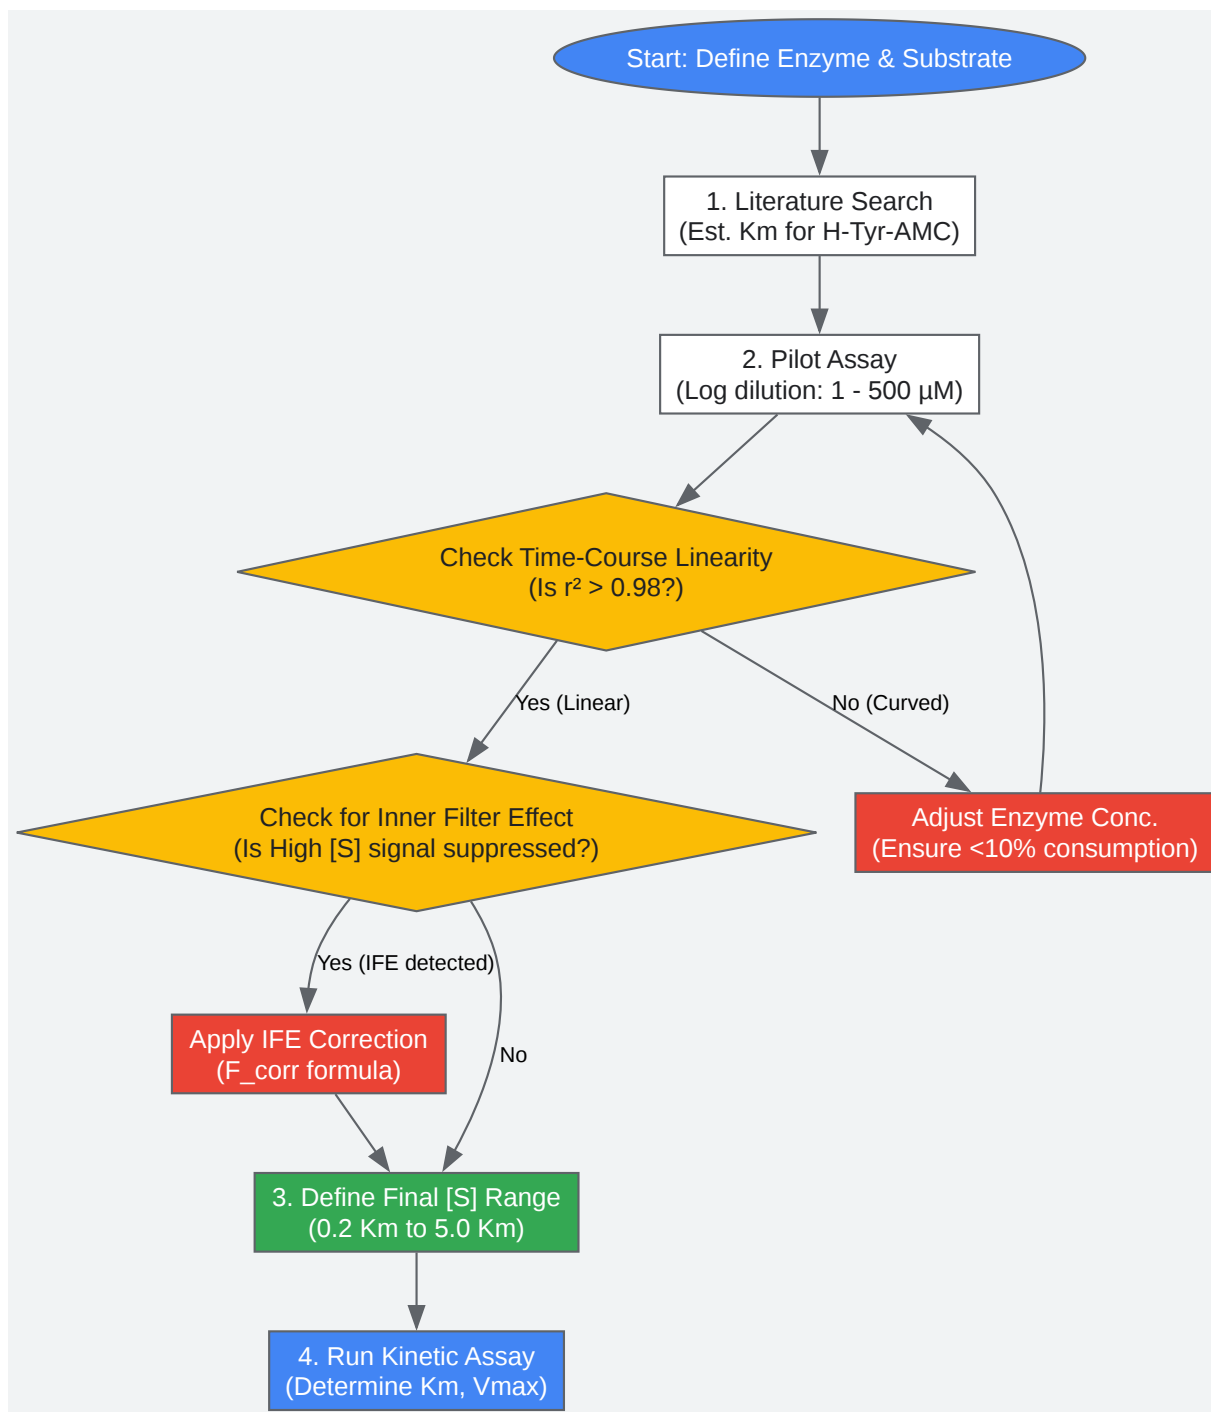 Start: Define Enzyme & Substrate
1. Literature Search
(Est. Km for H-Tyr-AMC)
2. Pilot Assay
(Log dilution: 1 - 500 µM)
Check Time-Course Linearity
(Is r² > 0.98?)
Yes (Linear)
No (Curved)
Check for Inner Filter Effect
(Is High [S] signal suppressed?)
Adjust Enzyme Conc.
(Ensure <10% consumption)
Yes (IFE detected)
Apply IFE Correction
(F_corr formula)
No
3. Define Final [S] Range
(0.2 Km to 5.0 Km)
4. Run Kinetic Assay
(Determine Km, Vmax)